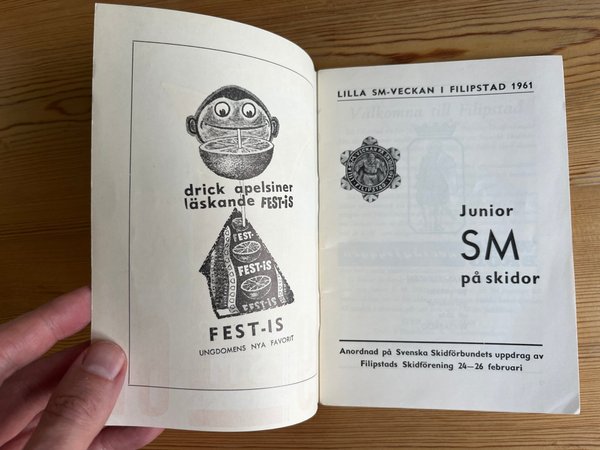 drick apelsiner
läskande FEST-IS
FEST-
IS
FEST-IS
FEST-IS
FEST-IS
UNGDOMENS NYA FAVORIT
LILLA SM-VECKAN I FILIPSTAD 1961
Välkomna till Filipstad
Junior
SM
på skidor
Anordnad på Svenska Skidförbundets uppdrag av
Filipstads Skidförening 24—26 februari